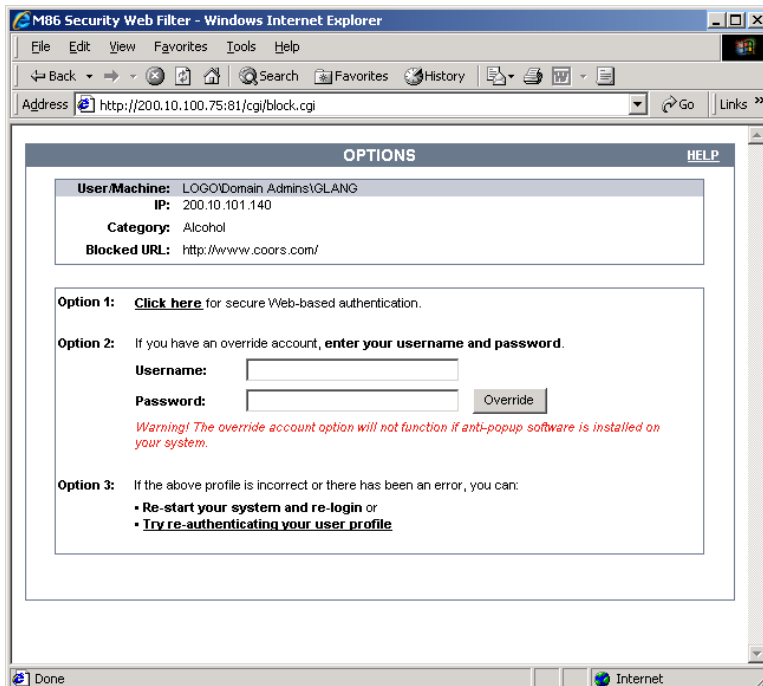 M86 Security Web Filter - Windows Internet Explorer
File Edit View Favorites Tools Help
Back Search Favorites History
Address http://200.10.100.75:81/cgi/block.cgi Go Links »
OPTIONS HELP
User/Machine: LOGO\Domain Admins\GLANG
IP: 200.10.101.140
Category: Alcohol
Blocked URL: http://www.coors.com/
Option 1: Click here for secure Web-based authentication.
Option 2: If you have an override account, enter your username and password.
Username:
Password: Override
Warning! The override account option will not function if anti-popup software is installed on
your system.
Option 3: If the above profile is incorrect or there has been an error, you can:
▪ Re-start your system and re-login or
▪ Try re-authenticating your user profile
Done Internet